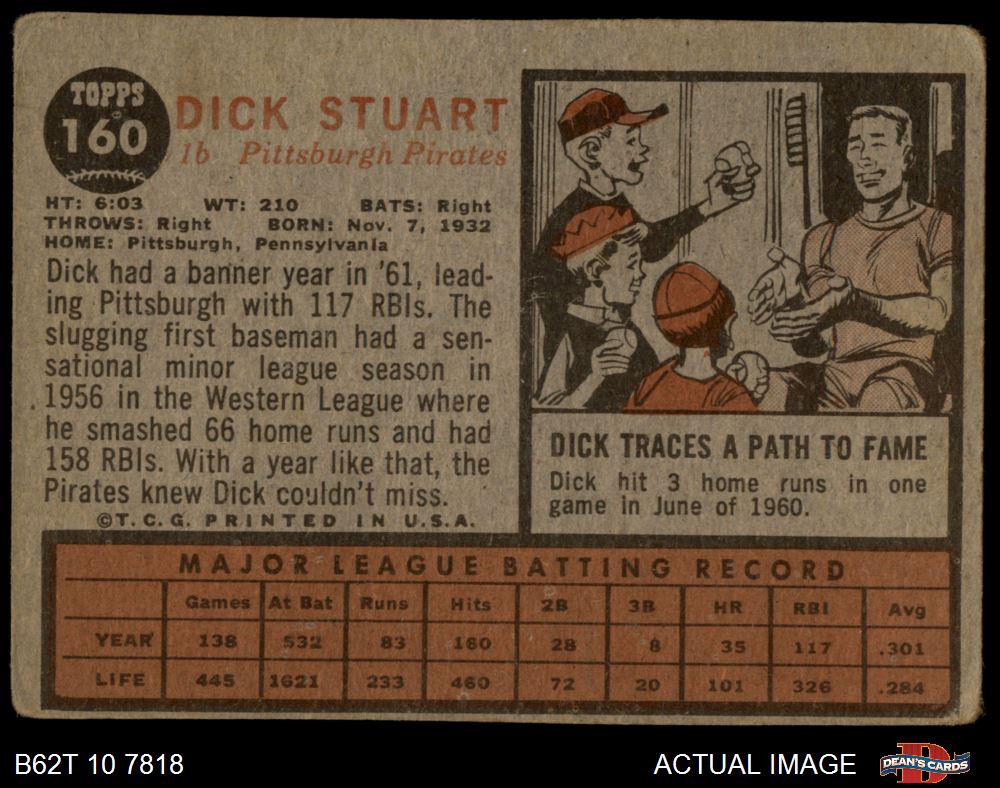 TOPPS
160
DICK STUART
1b Pittsburgh Pirates
HT: 6:03 WT: 210 BATS: Right
THROWS: Right BORN: Nov. 7, 1932
HOME: Pittsburgh, Pennsylvania
Dick had a banner year in '61, lead-
ing Pittsburgh with 117 RBIs. The
slugging first baseman had a sen-
sational minor league season in
1956 in the Western League where
he smashed 66 home runs and had
158 RBIs. With a year like that, the
Pirates knew Dick couldn't miss.
©T.C.G. PRINTED IN U.S.A.
DICK TRACES A PATH TO FAME
Dick hit 3 home runs in one
game in June of 1960.
MAJOR LEAGUE BATTING RECORD
Games At Bat Runs Hits 2B 3B HR RBI Avg
YEAR 138 532 83 160 28 8 35 117 .301
LIFE 445 1621 233 460 72 20 101 326 .284
B62T 10 7818 ACTUAL IMAGE D DEAN'S CARDS